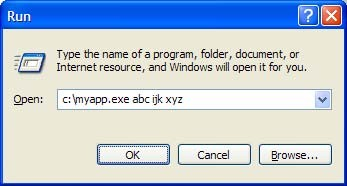 Run
Type the name of a program, folder, document, or
Internet resource, and Windows will open it for you.
Open: c:\myapp.exe abc ijk xyz
OK Cancel Browse...